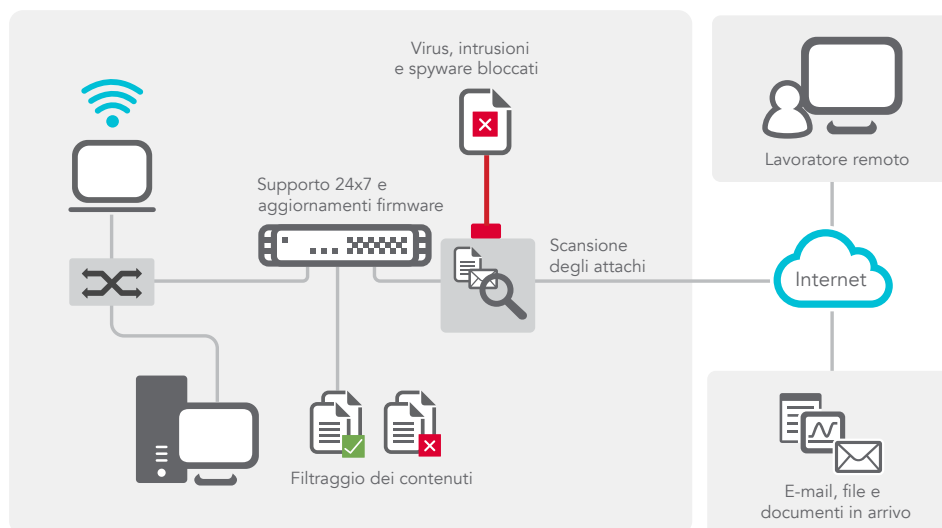 Virus, intrusioni
e spyware bloccati
Lavoratore remoto
Supporto 24x7 e
aggiornamenti firmware
Scansione
degli attachi
Internet
Filtraggio dei contenuti
E-mail, file e
documenti in arrivo